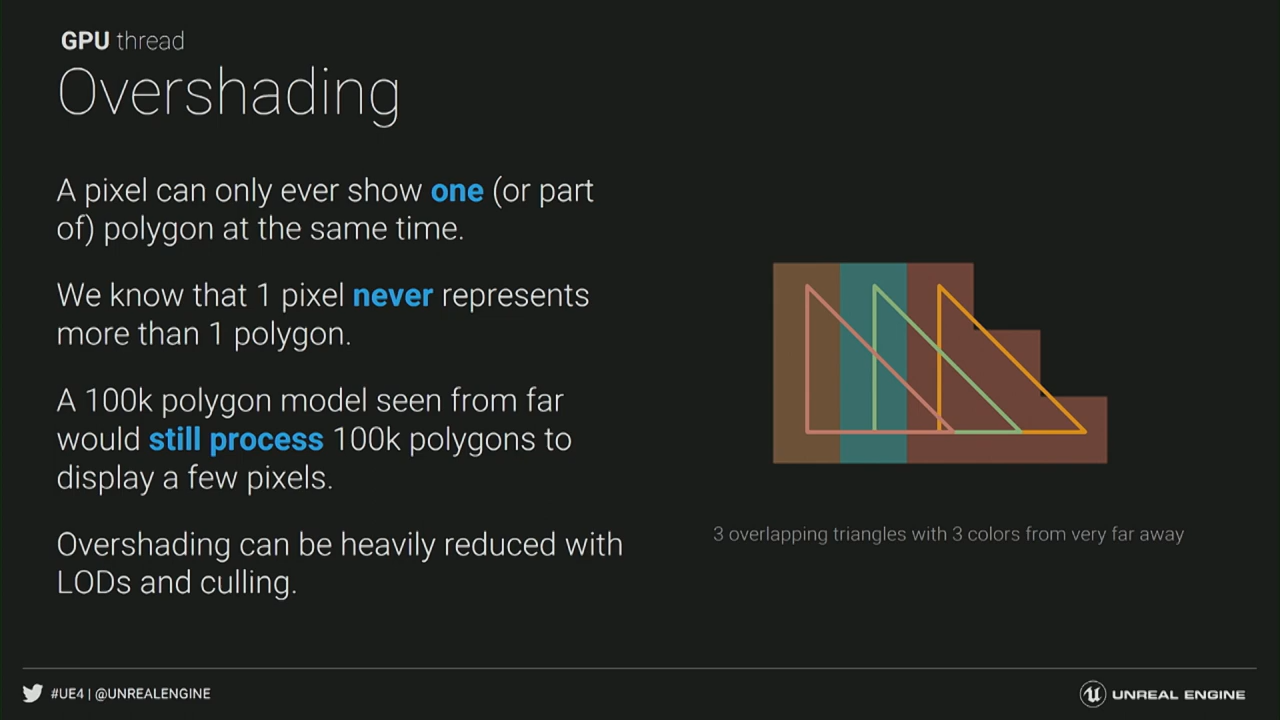 GPU thread
Overshading
A pixel can only ever show one (or part
of) polygon at the same time.
We know that 1 pixel never represents
more than 1 polygon.
A 100k polygon model seen from far
would still process 100k polygons to
display a few pixels.
Overshading can be heavily reduced with
LODs and culling.
3 overlapping triangles with 3 colors from very far away
#UE4 | @UNREALENGINE
UNREAL ENGINE